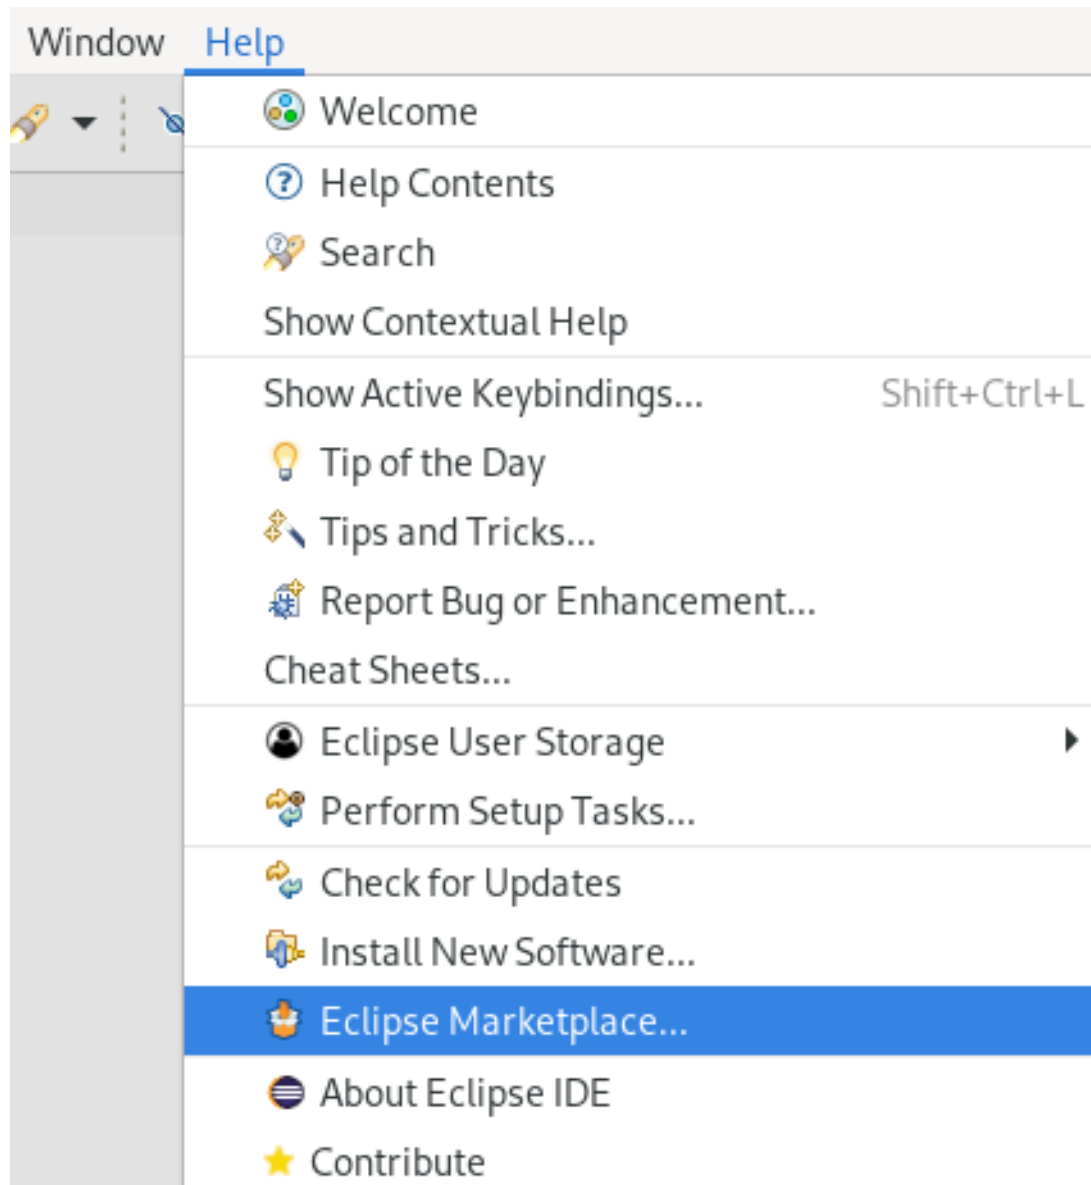 Window Help
Welcome
Help Contents
Search
Show Contextual Help
Show Active Keybindings... Shift+Ctrl+L
Tip of the Day
Tips and Tricks...
Report Bug or Enhancement...
Cheat Sheets...
Eclipse User Storage
Perform Setup Tasks...
Check for Updates
Install New Software...
Eclipse Marketplace...
About Eclipse IDE
Contribute